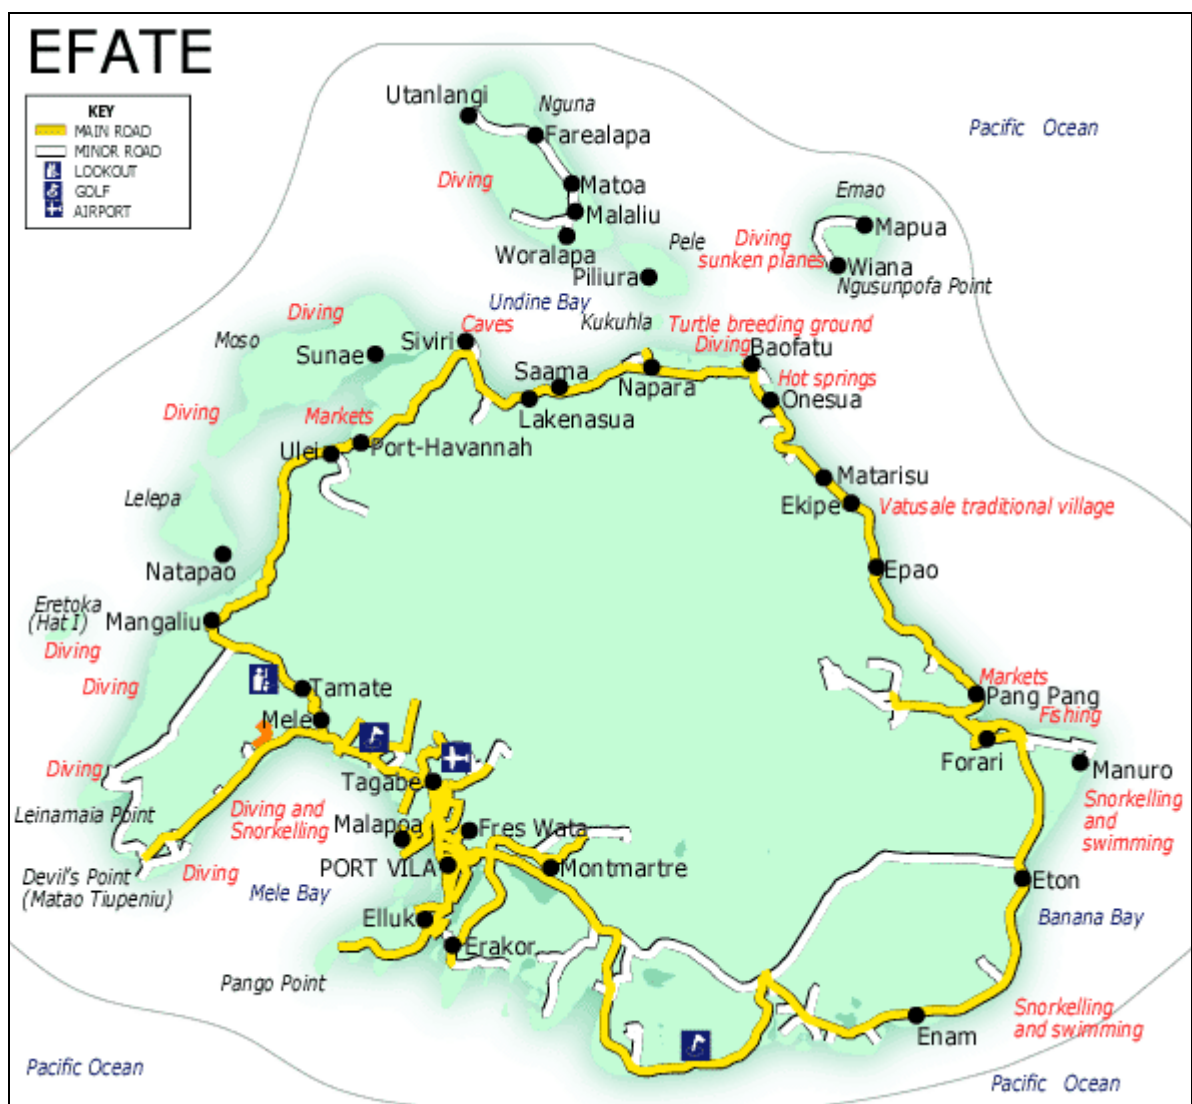 EFATE
KEY
MAIN ROAD
MINOR ROAD
LOOKOUT
GOLF
AIRPORT
Utanlangi
Nguna
Farealapa
Pacific Ocean
Diving
Matoa
Malaliu
Woralapa
Emao
Mapua
Pele
Diving
sunken planes
Wiana
Piliura
Ngusunpofa Point
Undine Bay
Diving
Moso
Siviri
Caves
Kukuhla
Turtle breeding ground
Diving
Baofatu
Sunae
Saama
Napara
Hot springs
Onesua
Diving
Markets
Lakenasua
Ulei
Port-Havannah
Matarisu
Lelepa
Ekipe
Vatusale traditional village
Natapao
Epao
Eretoka
(Hat I)
Mangaliu
Diving
Diving
Tamate
Markets
Pang Pang
Mele
Fishing
Forari
Manuro
Diving
Tagabe
Leinamaia Point
Diving and
Snorkelling
Malapoa
Fres Wata
Snorkelling
and
swimming
PORT VILA
Montmartre
Devil's Point
(Matao Tiupeniu)
Diving
Mele Bay
Eton
Elluk
Banana Bay
Erakor
Pango Point
Snorkelling
and swimming
Enam
Pacific Ocean
Pacific Ocean